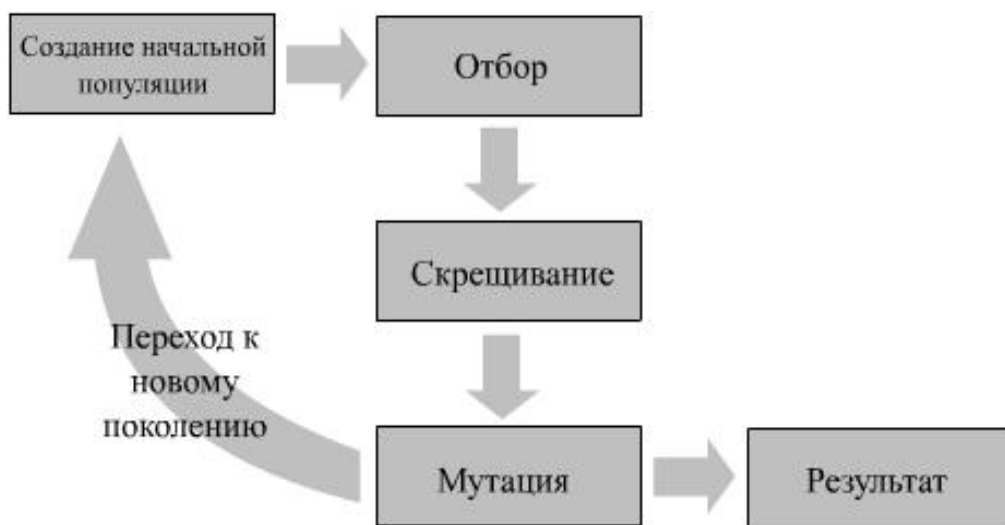 Создание начальной
популяции
Отбор
Скрещивание
Переход к
новому
поколению
Мутация
Результат